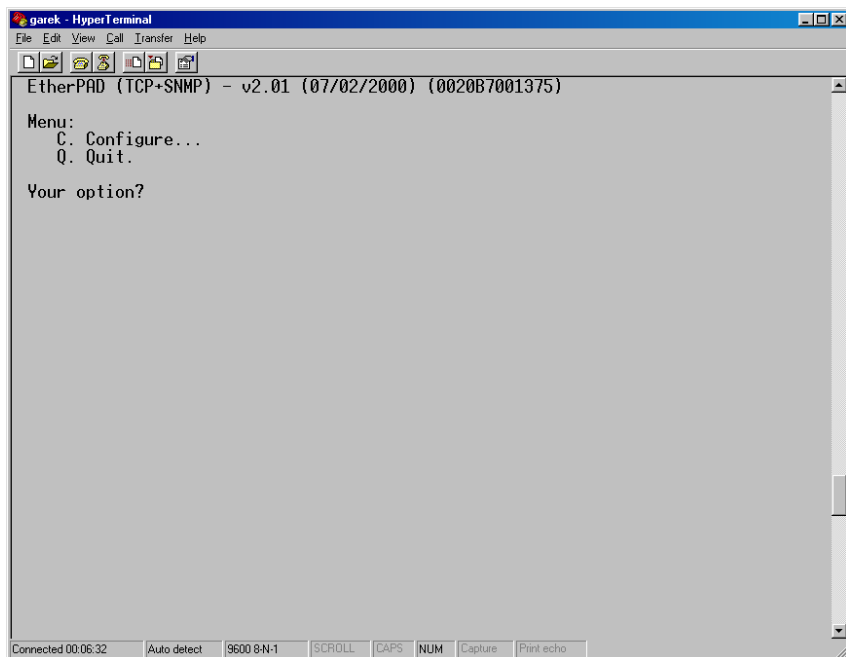 garek - HyperTerminal
File Edit View Call Transfer Help
EtherPAD (TCP+SNMP) - v2.01 (07/02/2000) (0020B7001375)
Menu:
C. Configure...
Q. Quit.
Your option?
Connected 00:06:32 Auto detect 9600 8-N-1 SCROLL CAPS NUM Capture Print echo